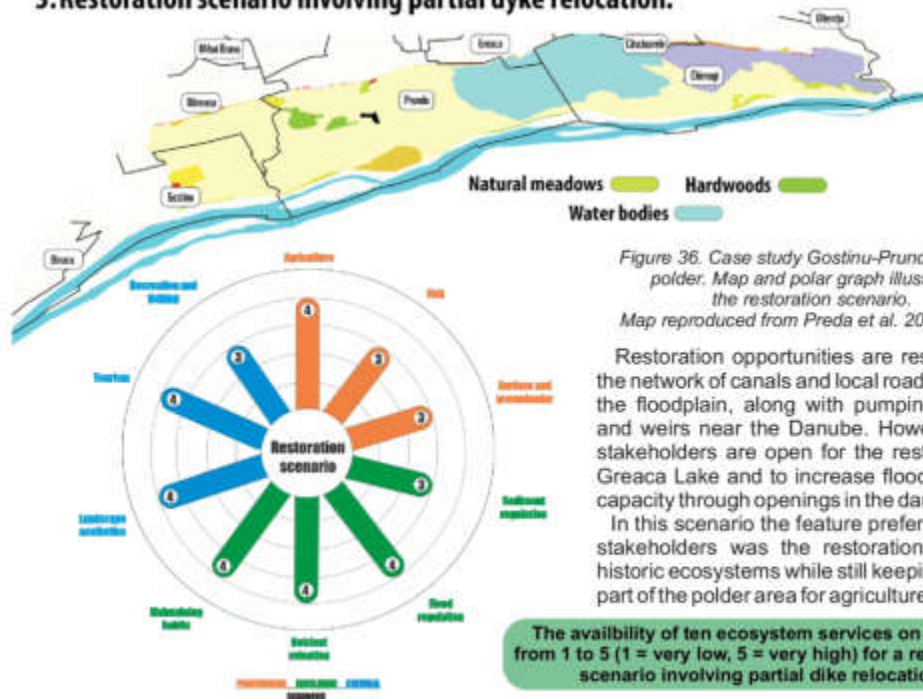 3. Restoration scenario involving partial dyke relocation.
Mihai Bravu
Greaca
Chirnogi
Prundu
Gostinu
Natural meadows
Hardwoods
Water bodies
Figure 36. Case study Gostinu-Prund
polder. Map and polar graph illus
the restoration scenario.
Map reproduced from Preda et al. 20
Restoration opportunities are res
the network of canals and local road
the floodplain, along with pumpin
and weirs near the Danube. Howe
stakeholders are open for the rest
Greaca Lake and to increase flood
capacity through openings in the da
In this scenario the feature prefer
stakeholders was the restoration
historic ecosystems while still keepi
part of the polder area for agriculture
Agriculture
Recreation and
Tourism
Landscape
aesthetics
Surface and
groundwater
Sediment
regulation
Flood
regulation
Nutrient
retention
Maintaining
4
3
3
3
4
4
4
4
4
3
Restoration
scenario
The availbility of ten ecosystem services on
from 1 to 5 (1 = very low, 5 = very high) for a re
scenario involving partial dike relocati